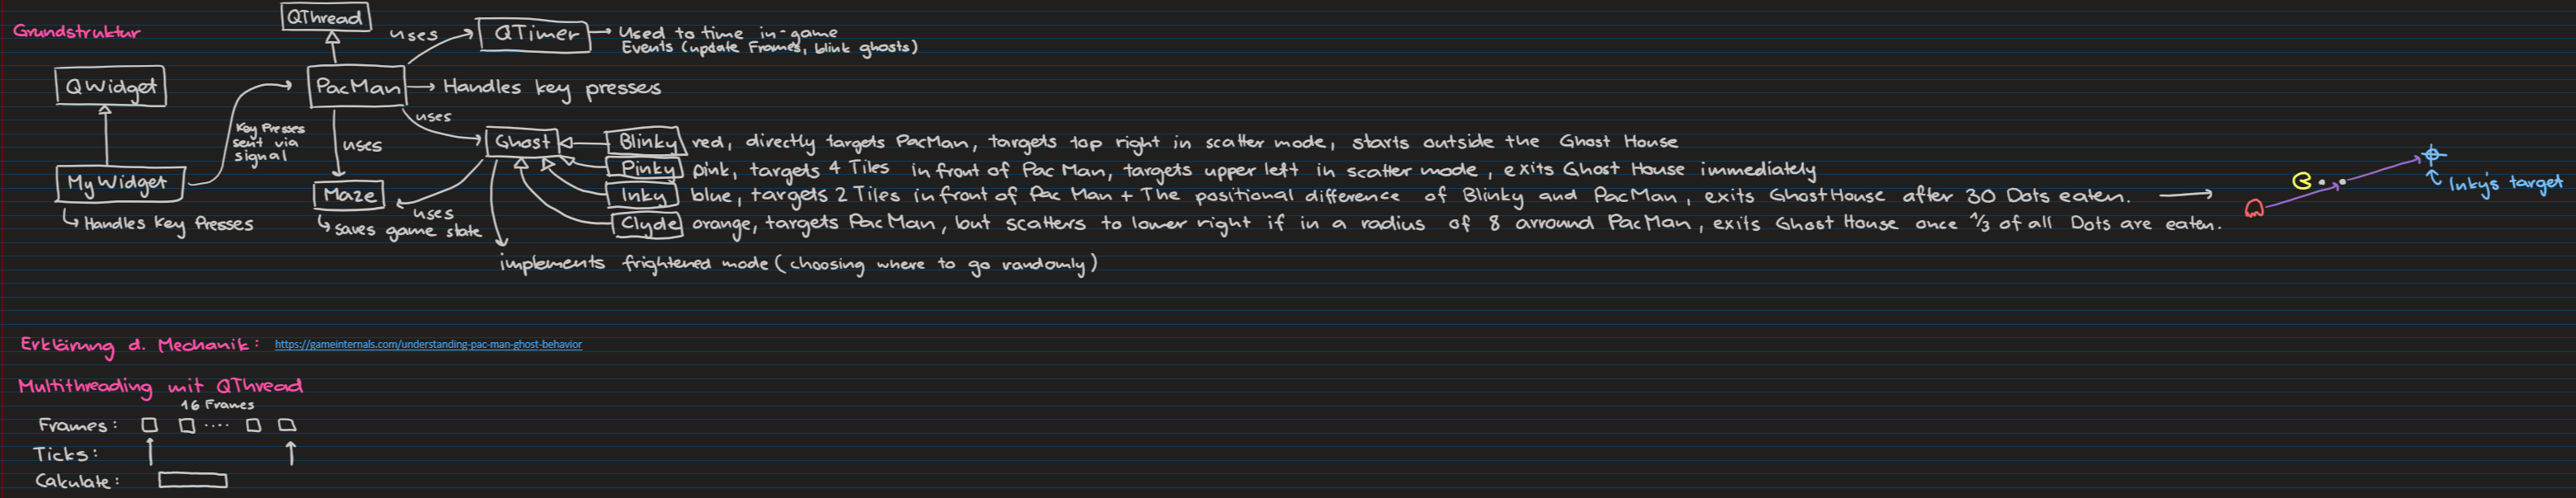 Grundstruktur
QThread
uses
QTimer
Used to time in-game
Events (update Frames, blink ghosts)
QWidget
PacMan
Handles key presses
Key Presses
sent via
signal
uses
uses
MyWidget
Handles Key Presses
Maze
saves game state
uses
Ghost
Blinky red, directly targets PacMan, targets top right in scatter mode, starts outside the Ghost House
Pinky pink, targets 4 Tiles in front of Pac Man, targets upper left in scatter mode, exits Ghost House immediately
Inky blue, targets 2 Tiles in front of Pac Man + The positional difference of Blinky and PacMan, exits GhostHouse after 30 Dots eaten.
Clyde orange, targets PacMan, but scatters to lower right if in a radius of 8 arround PacMan, exits Ghost House once 1/3 of all Dots are eaten.
Inky's target
implements frightened mode (choosing where to go randomly)
Erklärung d. Mechanik: https://gameinternals.com/understanding-pac-man-ghost-behavior
Multithreading mit QThread
16 Frames
Frames: ....
Ticks:
Calculate: